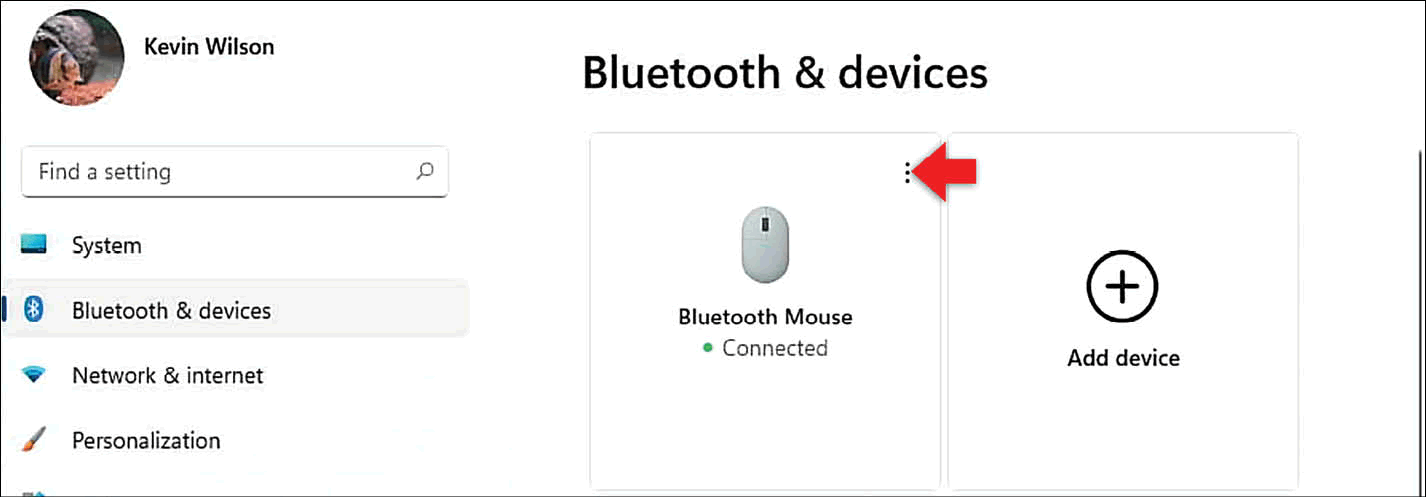 Kevin Wilson
Find a setting
System
Bluetooth & devices
Network & internet
Personalization
Bluetooth & devices
Bluetooth Mouse
Connected
Add device